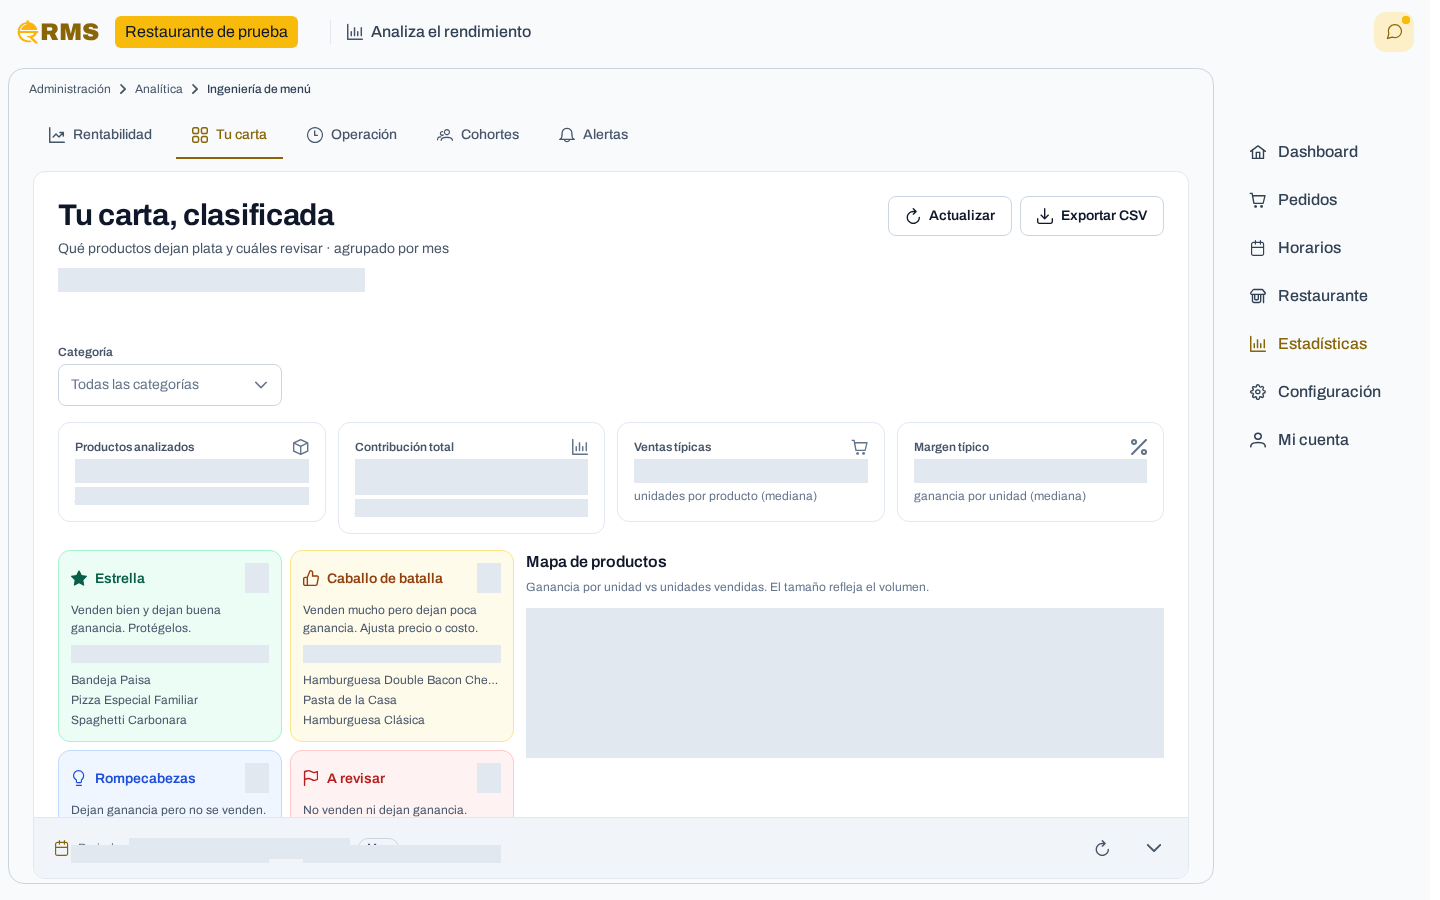 RMS
Restaurante de prueba
Analiza el rendimiento
Administración
Analítica
Ingeniería de menú
Rentabilidad
Tu carta
Operación
Cohortes
Alertas
Tu carta, clasificada
Actualizar
Exportar CSV
Qué productos dejan plata y cuáles revisar · agrupado por mes
Categoría
Todas las categorías
Productos analizados
Contribución total
Ventas típicas
unidades por producto (mediana)
Margen típico
ganancia por unidad (mediana)
Estrella
Venden bien y dejan buena
ganancia. Protégelos.
Bandeja Paisa
Pizza Especial Familiar
Spaghetti Carbonara
Caballo de batalla
Venden mucho pero dejan poca
ganancia. Ajusta precio o costo.
Hamburguesa Double Bacon Che...
Pasta de la Casa
Hamburguesa Clásica
Mapa de productos
Ganancia por unidad vs unidades vendidas. El tamaño refleja el volumen.
Rompecabezas
Dejan ganancia pero no se venden.
A revisar
No venden ni dejan ganancia.
Dashboard
Pedidos
Horarios
Restaurante
Estadísticas
Configuración
Mi cuenta